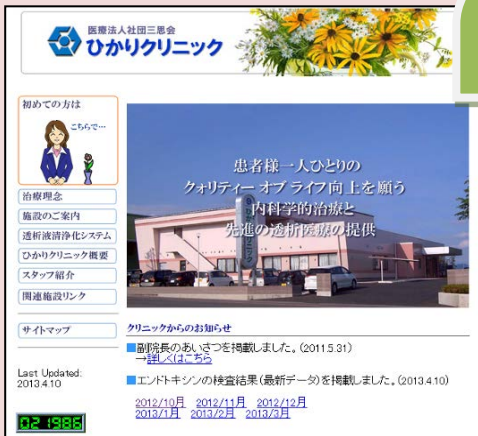 医療法人社団三思会
ひかりクリニック
初めての方は
こちらで…
治療理念
施設のご案内
透析液清浄化システム
ひかりクリニック概要
スタッフ紹介
関連施設リンク
サイトマップ
Last Updated:
2013.4.10
021986
患者様一人ひとりの
クォリティー オブ ライフ向上を願う
内科学的治療と
先進の透析医療の提供
クリニックからのお知らせ
■副院長のあいさつを掲載しました。(2011.5.31)
→詳しくはこちら
■エンドトキシンの検査結果(最新データ)を掲載しました。(2013.4.10)
2012/10月 2012/11月 2012/12月
2013/1月 2013/2月 2013/3月